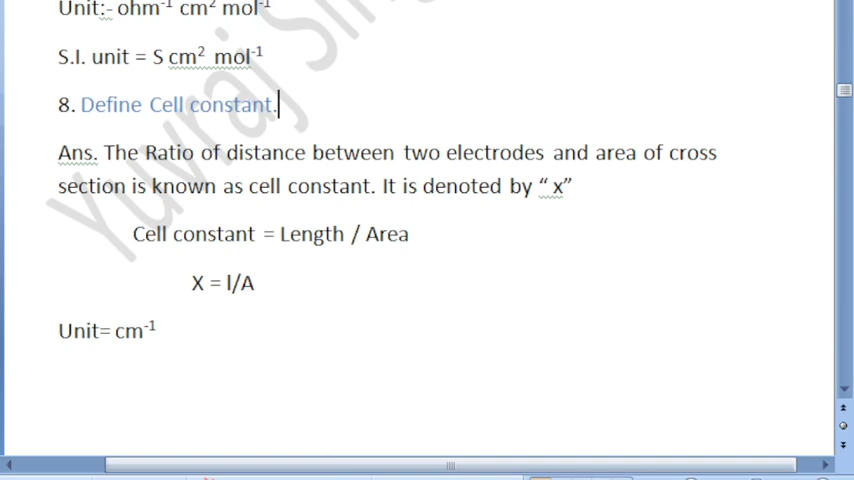 Unit:- ohm⁻¹ cm² mol⁻¹
S.I. unit = S cm² mol⁻¹
8. Define Cell constant.
Ans. The Ratio of distance between two electrodes and area of cross
section is known as cell constant. It is denoted by “ x”
Cell constant = Length / Area
X = l/A
Unit= cm⁻¹
Yuvraj Sin